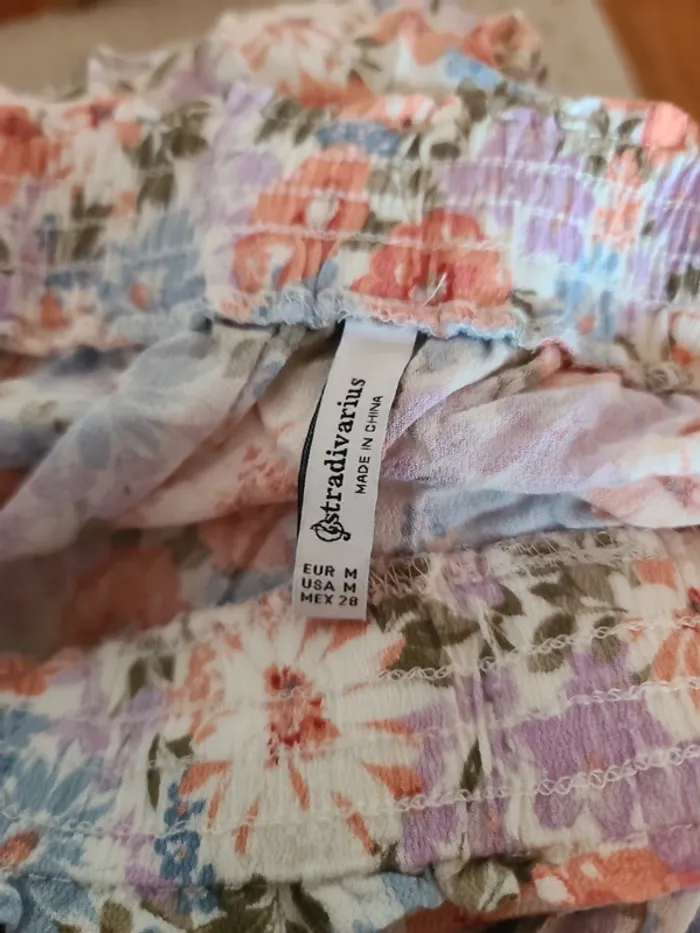 stradivarius
MADE IN CHINA
EUR M
USA M
MEX 28